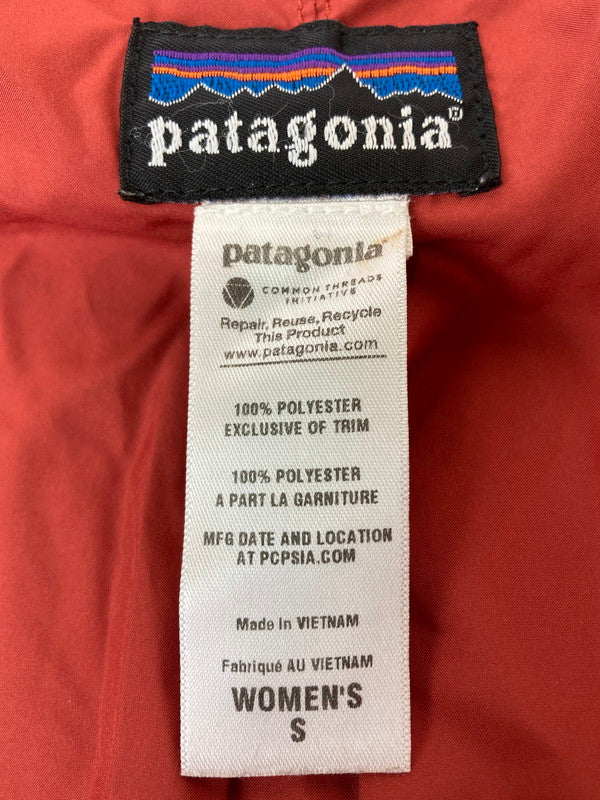 patagonia®
patagonia
COMMON THREADS
INITIATIVE
Repair, Reuse, Recycle
This Product
www.patagonia.com
100% POLYESTER
EXCLUSIVE OF TRIM
100% POLYESTER
A PART LA GARNITURE
MFG DATE AND LOCATION
AT PCPSIA.COM
Made in VIETNAM
Fabriqué AU VIETNAM
WOMEN'S
S